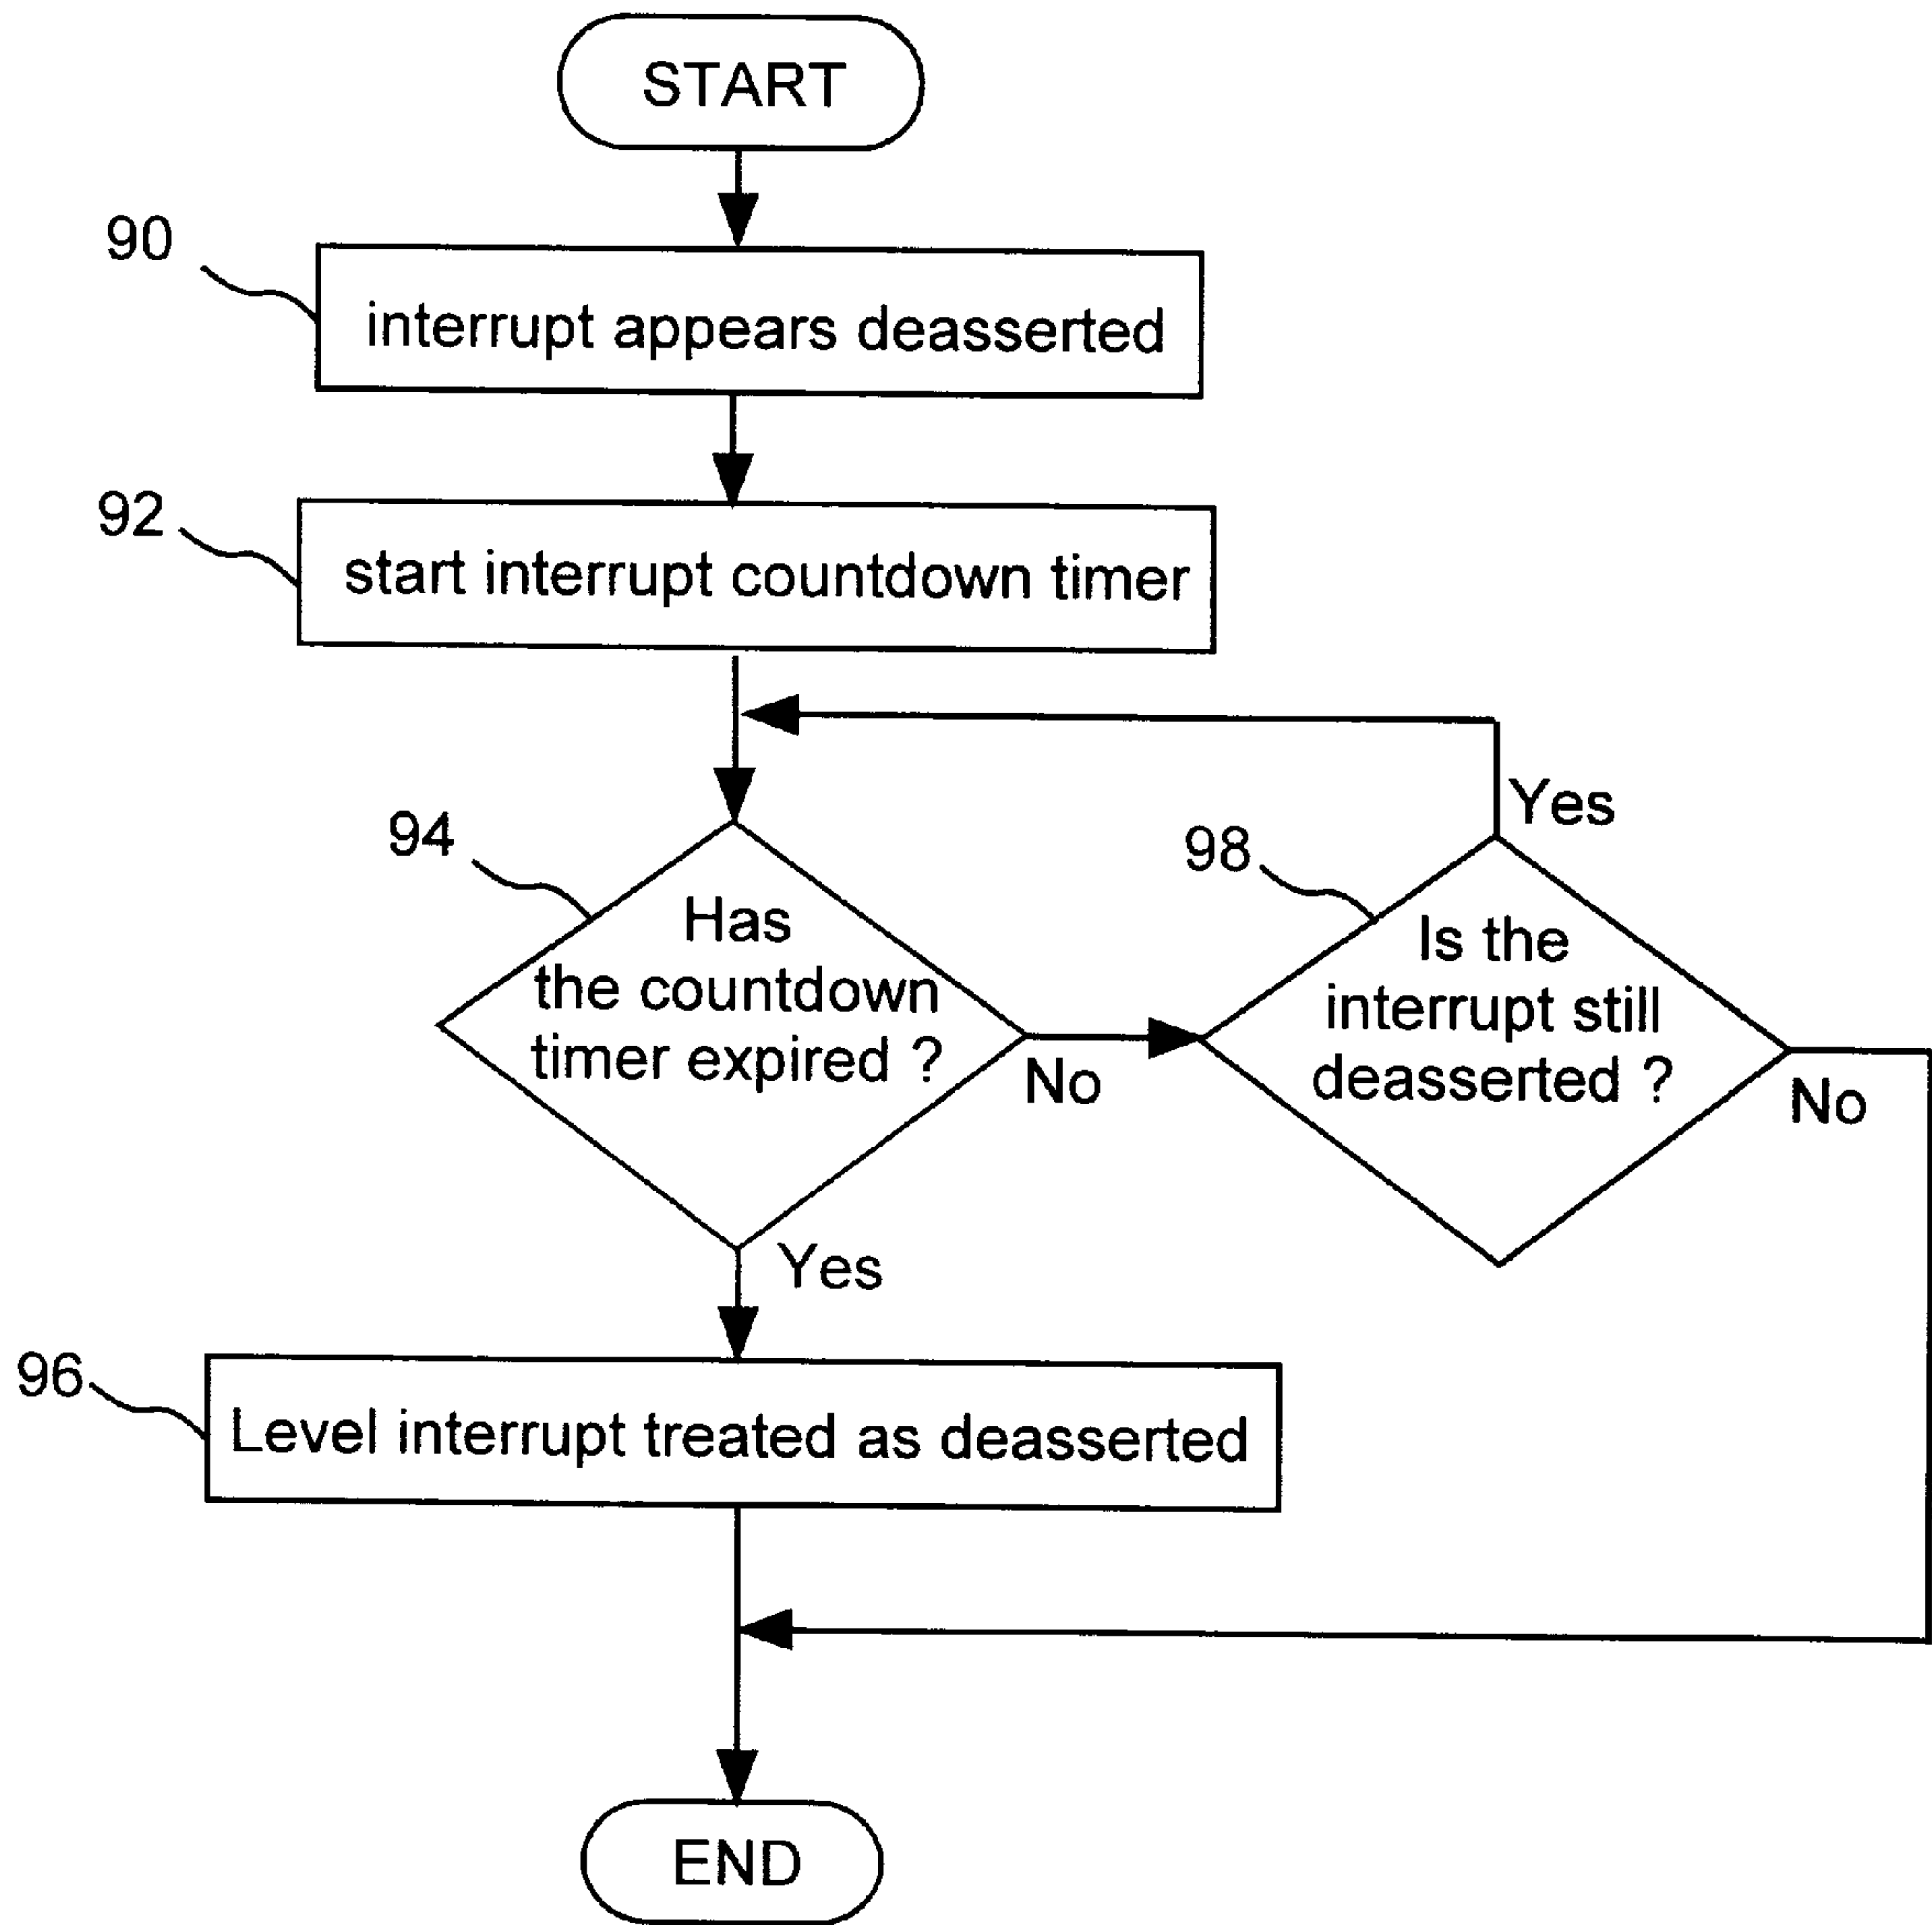 START
90
interrupt appears deasserted
92
start interrupt countdown timer
94
Has
the countdown
timer expired ?
No
Yes
98
Is the
interrupt still
deasserted ?
Yes
No
96
Level interrupt treated as deasserted
END